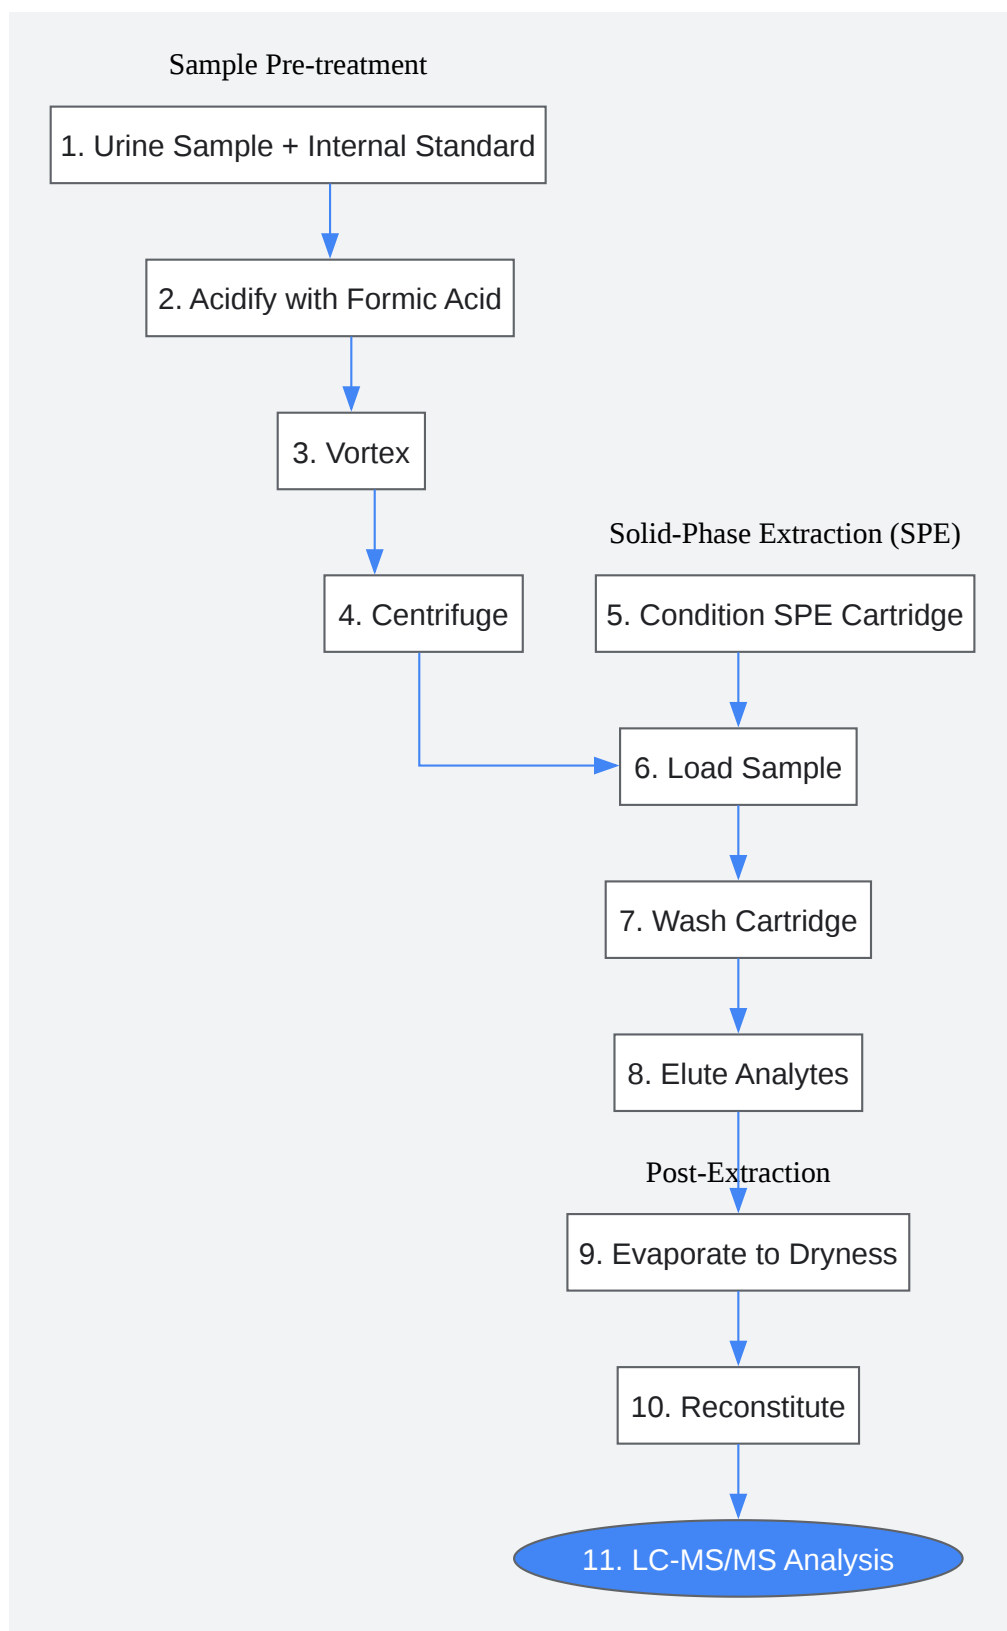 Sample Pre-treatment
1. Urine Sample + Internal Standard
2. Acidify with Formic Acid
3. Vortex
4. Centrifuge
Solid-Phase Extraction (SPE)
5. Condition SPE Cartridge
6. Load Sample
7. Wash Cartridge
8. Elute Analytes
Post-Extraction
9. Evaporate to Dryness
10. Reconstitute
11. LC-MS/MS Analysis